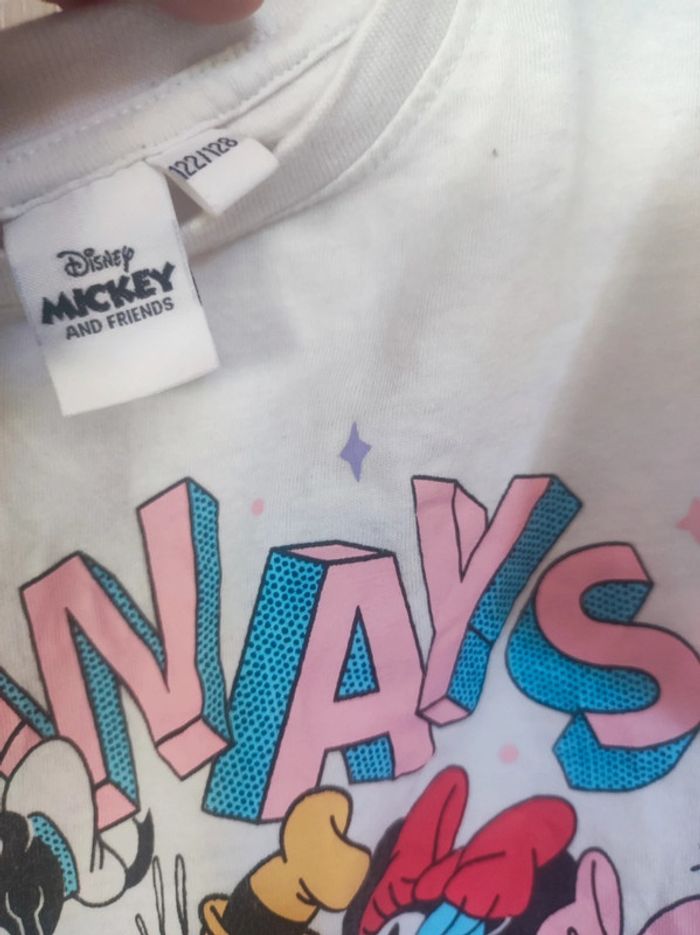 122/128
Disney
MICKEY
AND FRIENDS
NAYS